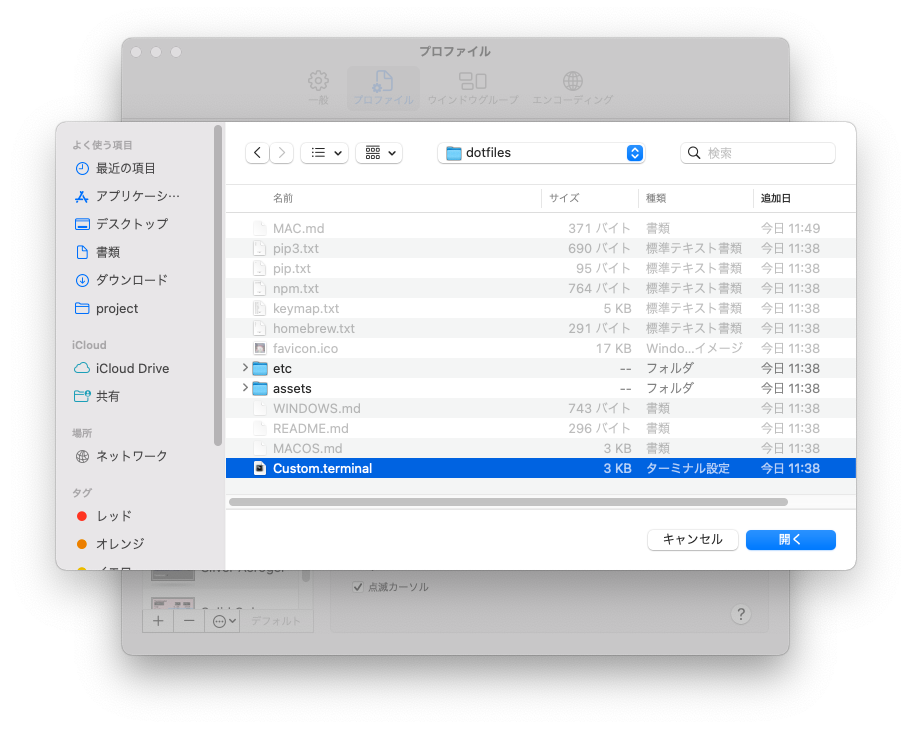 プロファイル
一般
プロファイル
ウインドウグループ
エンコーディング
よく使う項目
最近の項目
アプリケーシ…
デスクトップ
書類
ダウンロード
project
iCloud
iCloud Drive
共有
場所
ネットワーク
タグ
レッド
オレンジ
イエロー
dotfiles
検索
名前 サイズ 種類 追加日
MAC.md 371 バイト 書類 今日 11:49
pip3.txt 690 バイト 標準テキスト書類 今日 11:38
pip.txt 95 バイト 標準テキスト書類 今日 11:38
npm.txt 764 バイト 標準テキスト書類 今日 11:38
keymap.txt 5 KB 標準テキスト書類 今日 11:38
homebrew.txt 291 バイト 標準テキスト書類 今日 11:38
favicon.ico 17 KB Windo...イメージ 今日 11:38
etc -- フォルダ 今日 11:38
assets -- フォルダ 今日 11:38
WINDOWS.md 743 バイト 書類 今日 11:38
README.md 296 バイト 書類 今日 11:38
MACOS.md 3 KB 書類 今日 11:38
Custom.terminal 3 KB ターミナル設定 今日 11:38
キャンセル
開く
Silver Aerogel
点滅カーソル
デフォルト
?